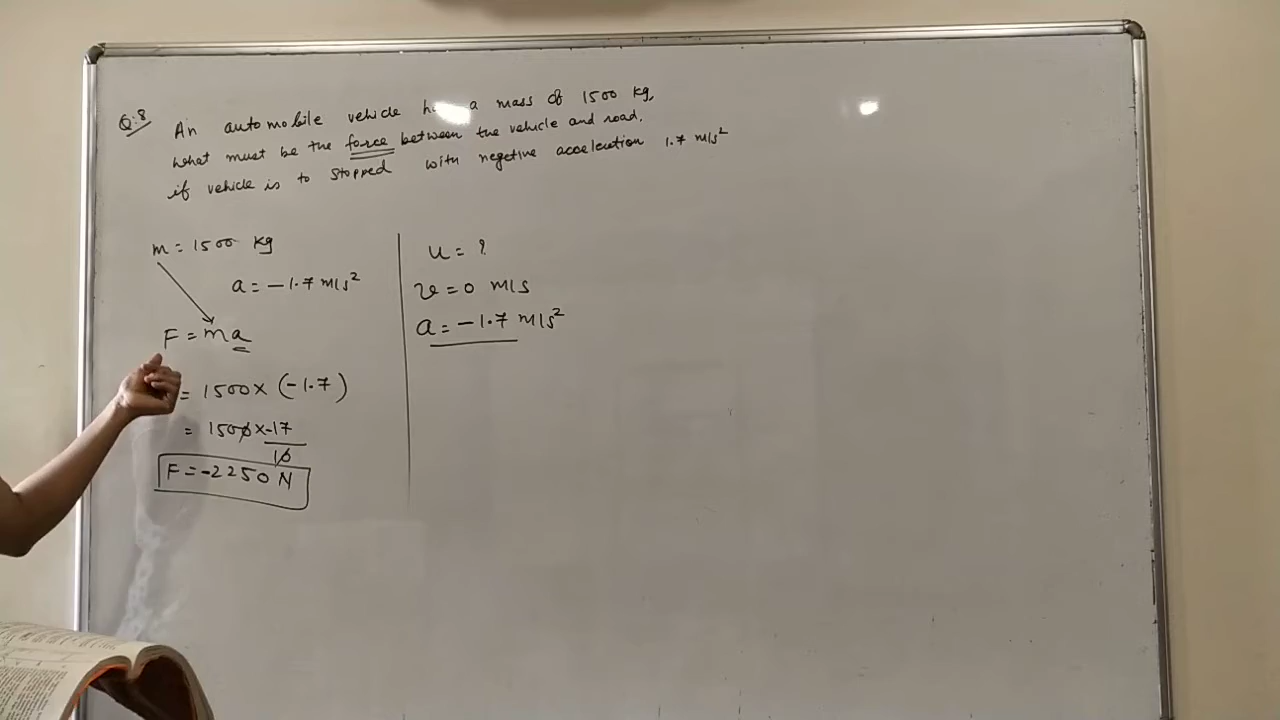 Q:8 An automobile vehicle a mass of 1500 kg,
what must be the force between the vehicle and road.
if vehicle is to stopped with negetive acceleration 1.7 m/s²
m = 1500 kg
a = -1.7 m/s²
F = ma
= 1500 × (-1.7)
= 1500 × -17
10
F = -2250 N
u = ?
v = 0 m/s
a = -1.7 m/s²